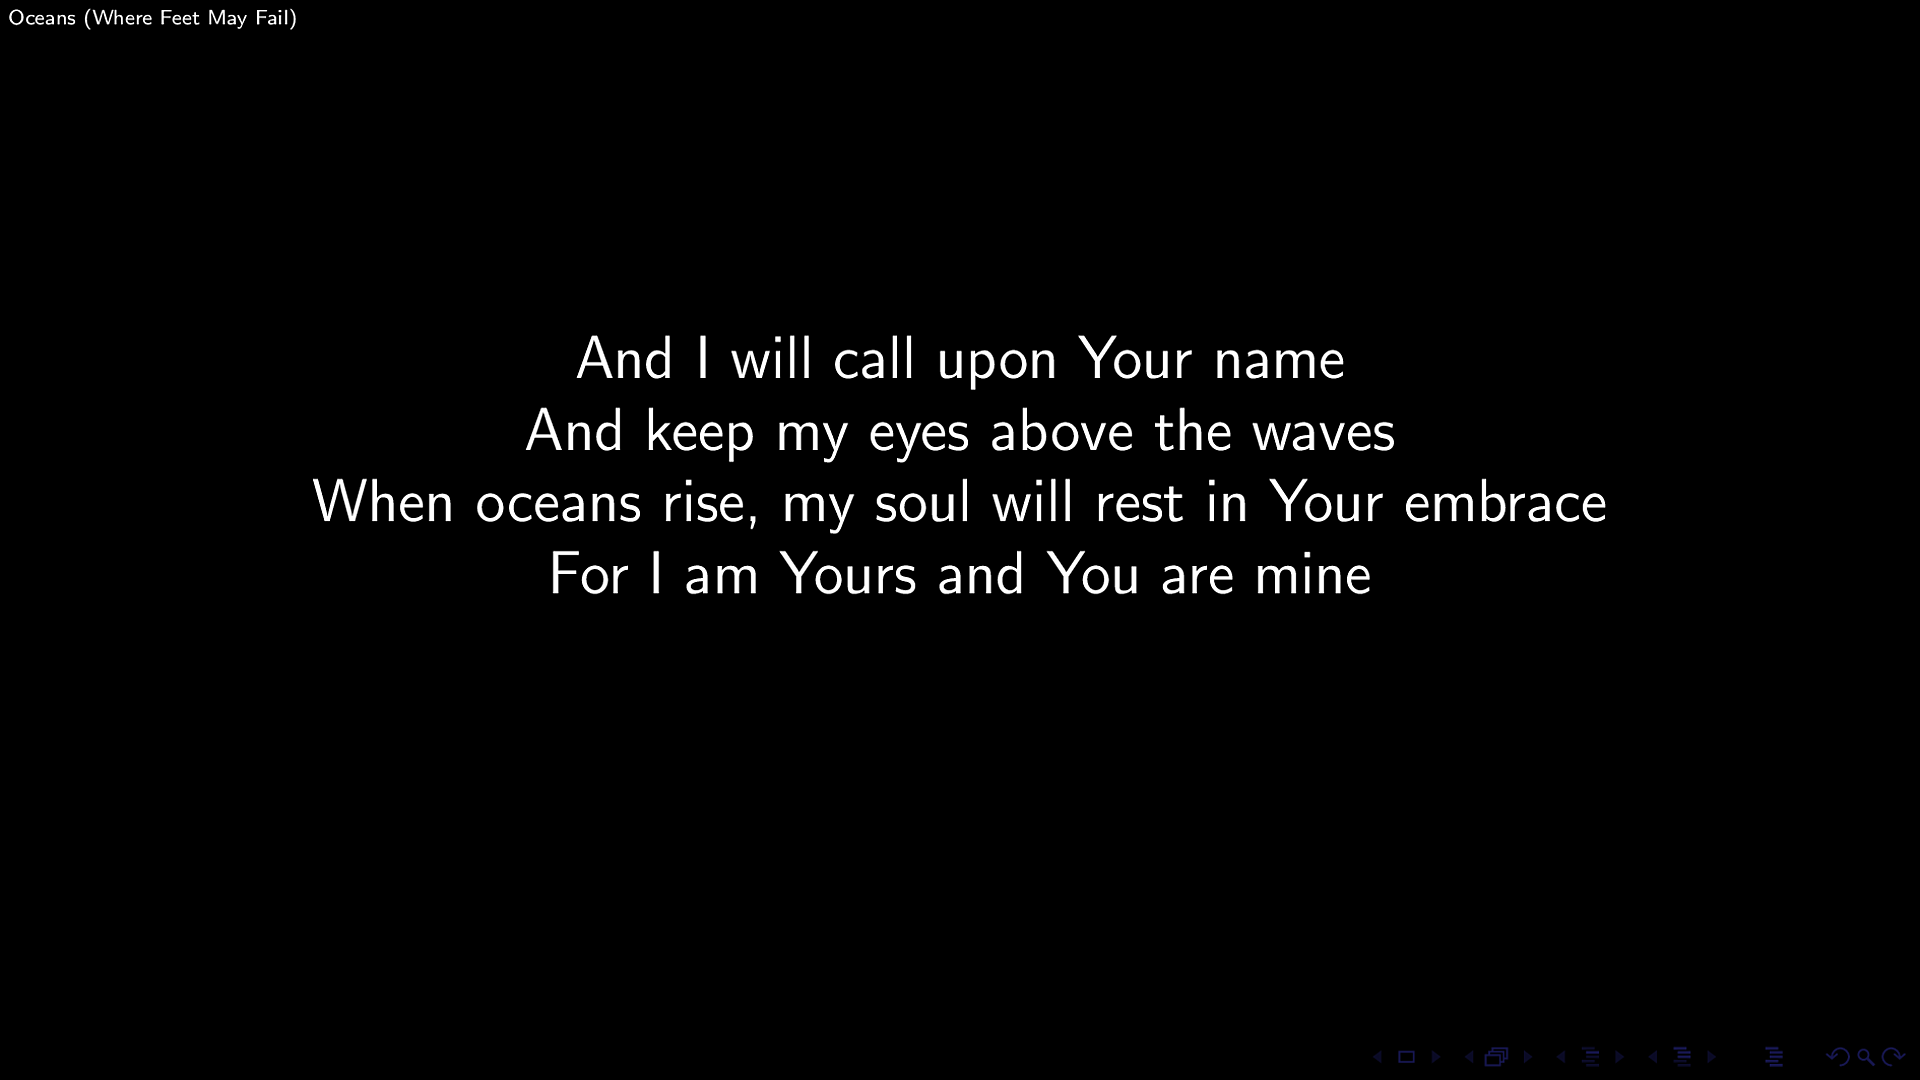 Oceans (Where Feet May Fail)
And I will call upon Your name
And keep my eyes above the waves
When oceans rise, my soul will rest in Your embrace
For I am Yours and You are mine